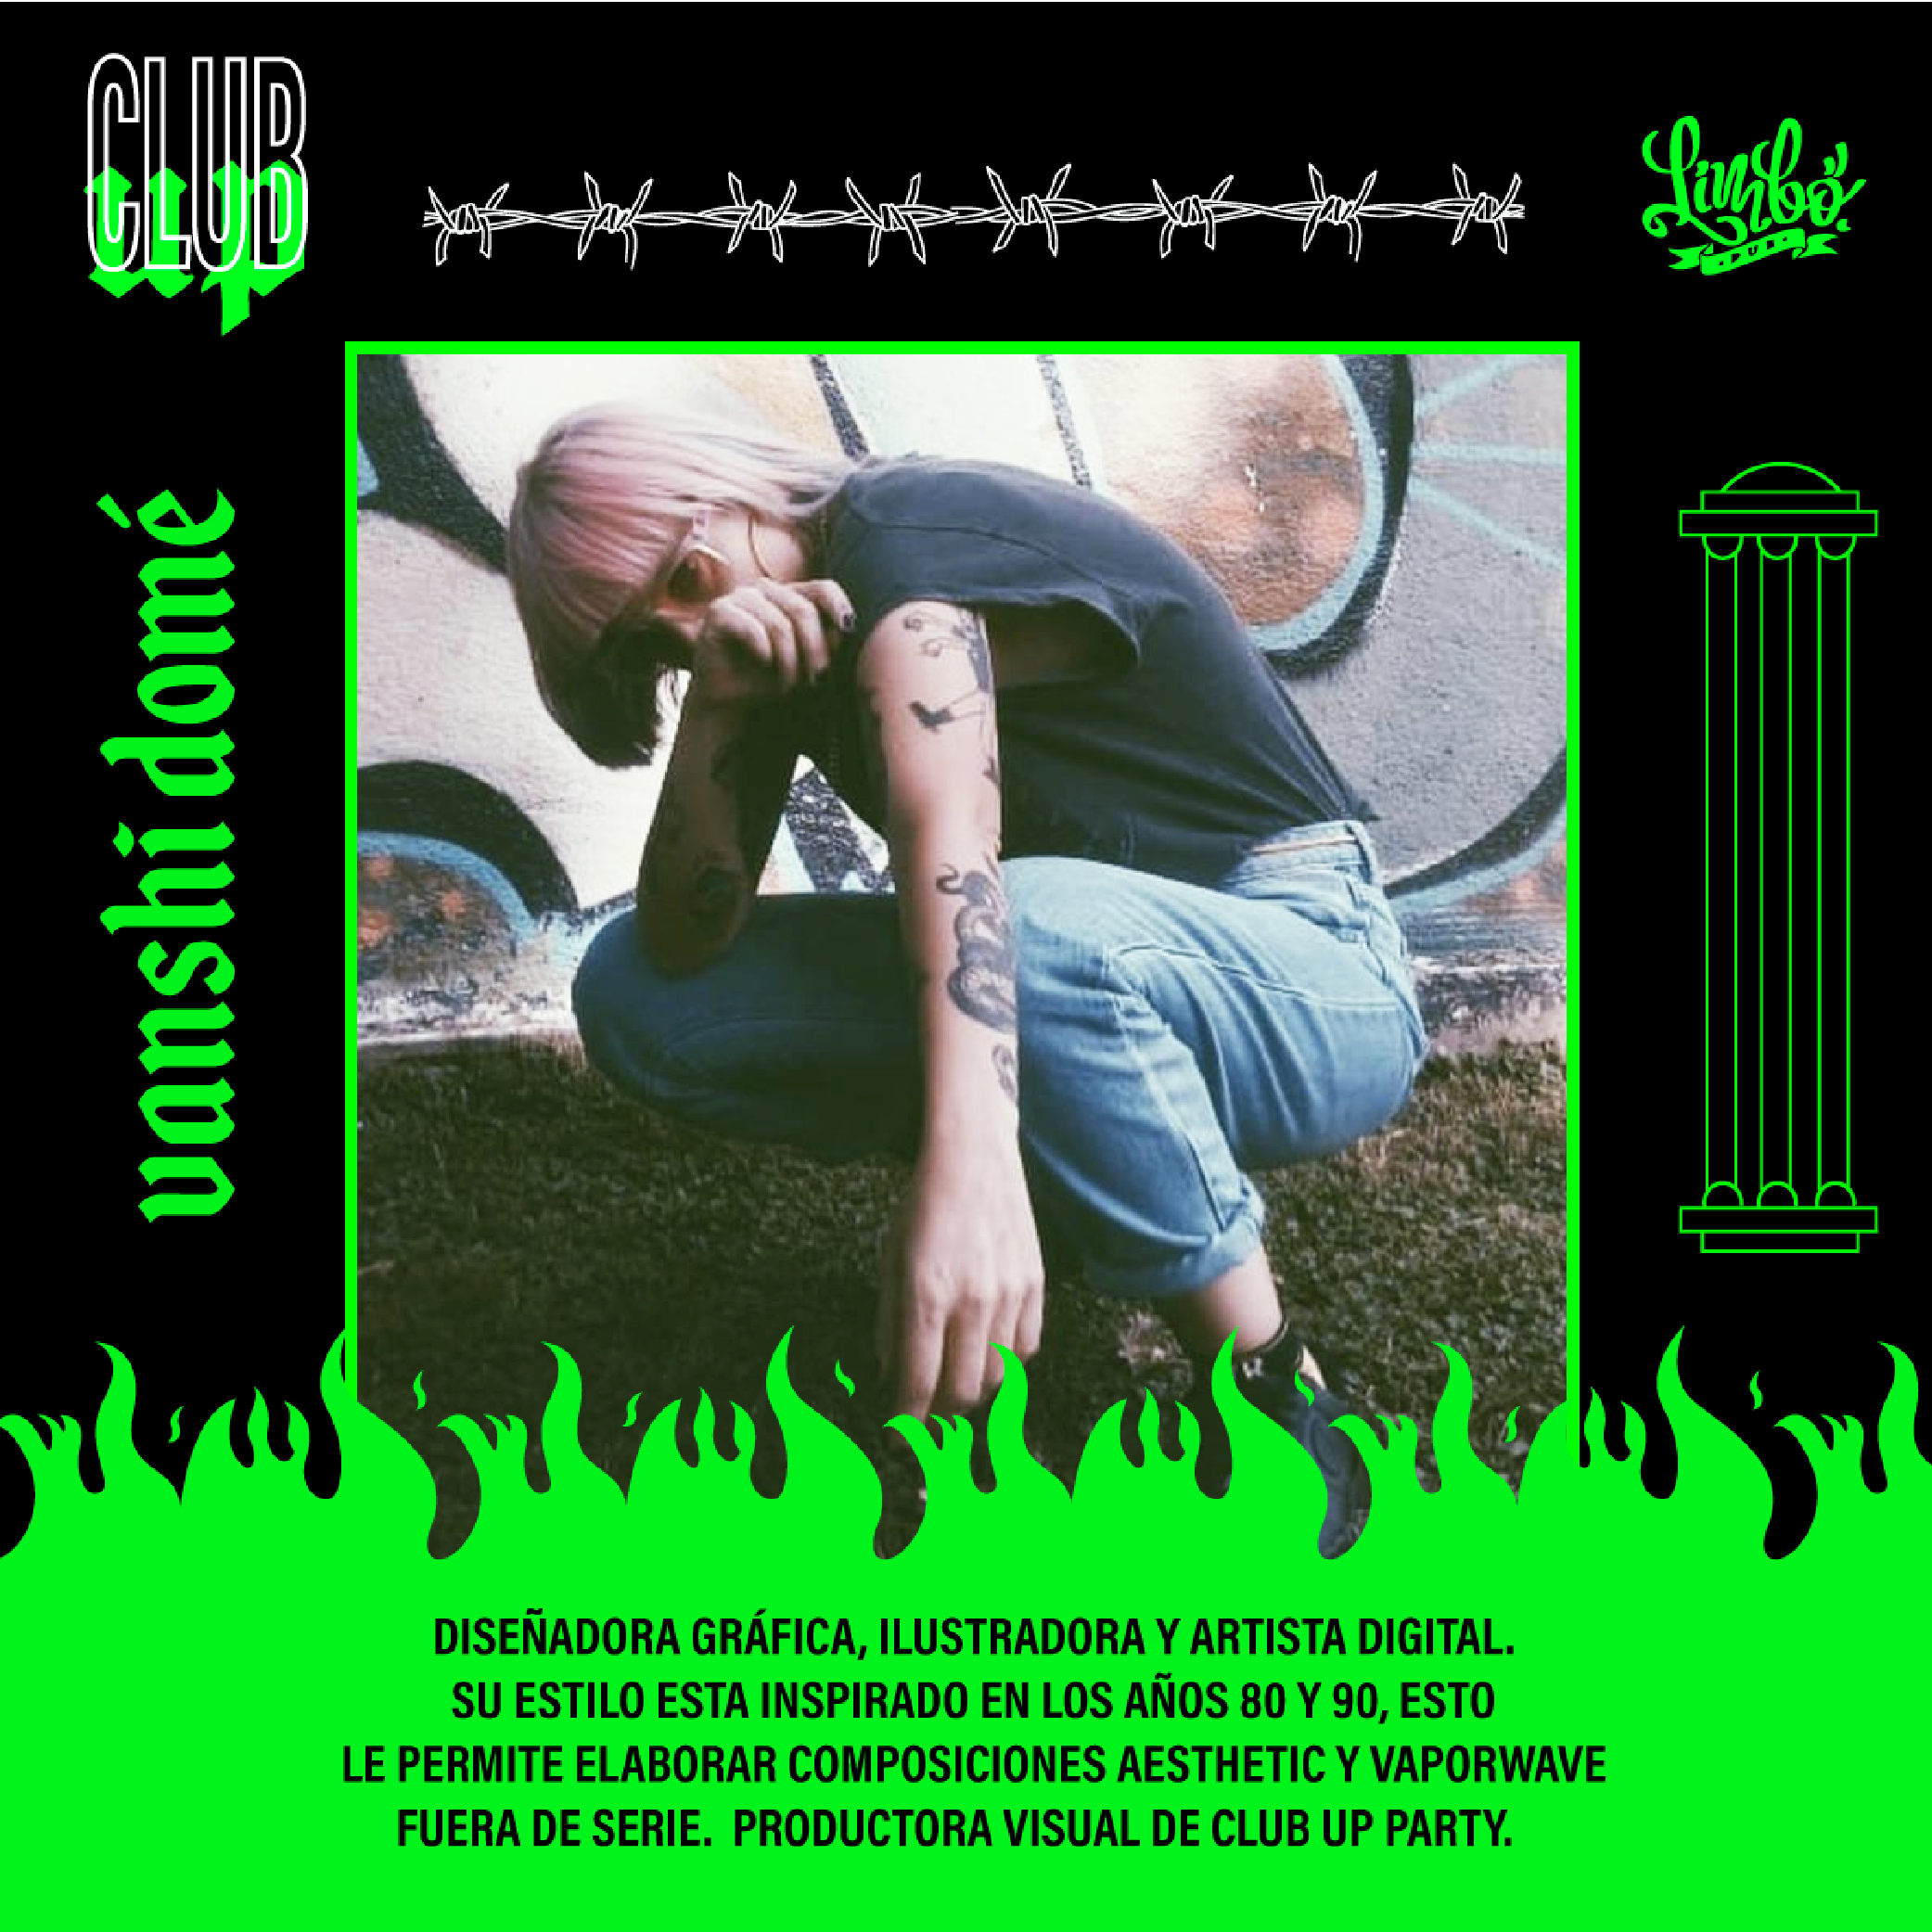 CLUB
up
Limbo
PUB
vanshi domé
DISEÑADORA GRÁFICA, ILUSTRADORA Y ARTISTA DIGITAL.
SU ESTILO ESTA INSPIRADO EN LOS AÑOS 80 Y 90, ESTO
LE PERMITE ELABORAR COMPOSICIONES AESTHETIC Y VAPORWAVE
FUERA DE SERIE. PRODUCTORA VISUAL DE CLUB UP PARTY.